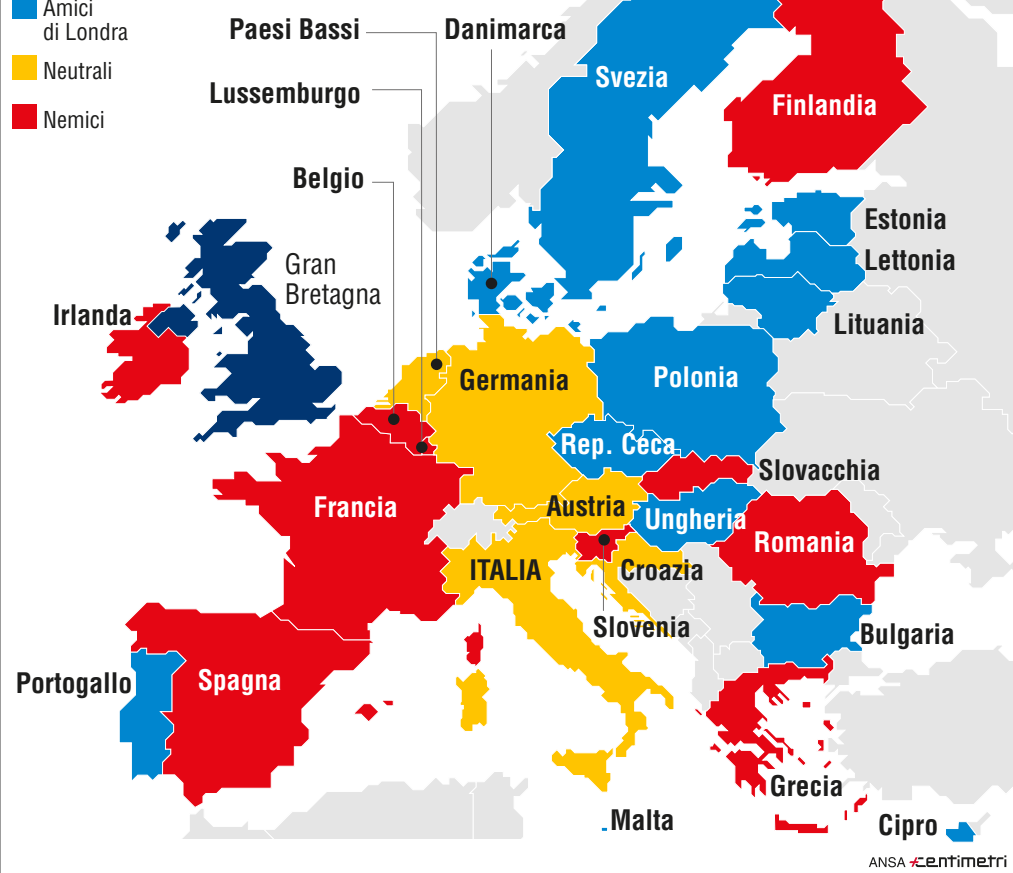 Amici
di Londra
Neutrali
Nemici
Paesi Bassi
Danimarca
Lussemburgo
Belgio
Svezia
Finlandia
Estonia
Lettonia
Lituania
Gran
Bretagna
Irlanda
Germania
Polonia
Rep. Ceca
Slovacchia
Francia
Austria
Ungheria
Romania
ITALIA
Croazia
Slovenia
Bulgaria
Portogallo
Spagna
Grecia
Malta
Cipro
ANSA centimetri